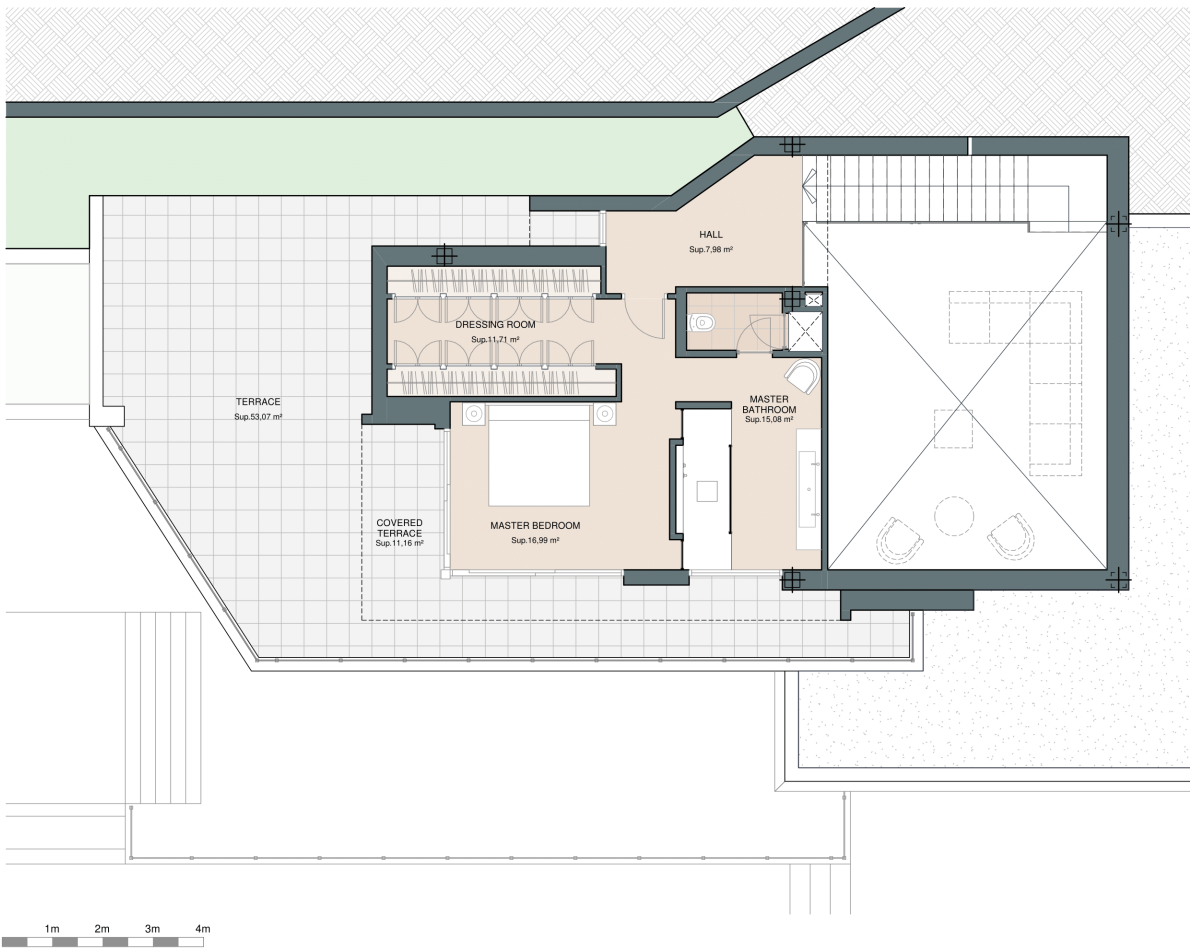 HALL
Sup.7,98 m²
DRESSING ROOM
Sup.11,71 m²
TERRACE
Sup.53,07 m²
MASTER
BATHROOM
Sup.15,08 m²
COVERED
TERRACE
Sup.11,16 m²
MASTER BEDROOM
Sup.16,99 m²
1m 2m 3m 4m